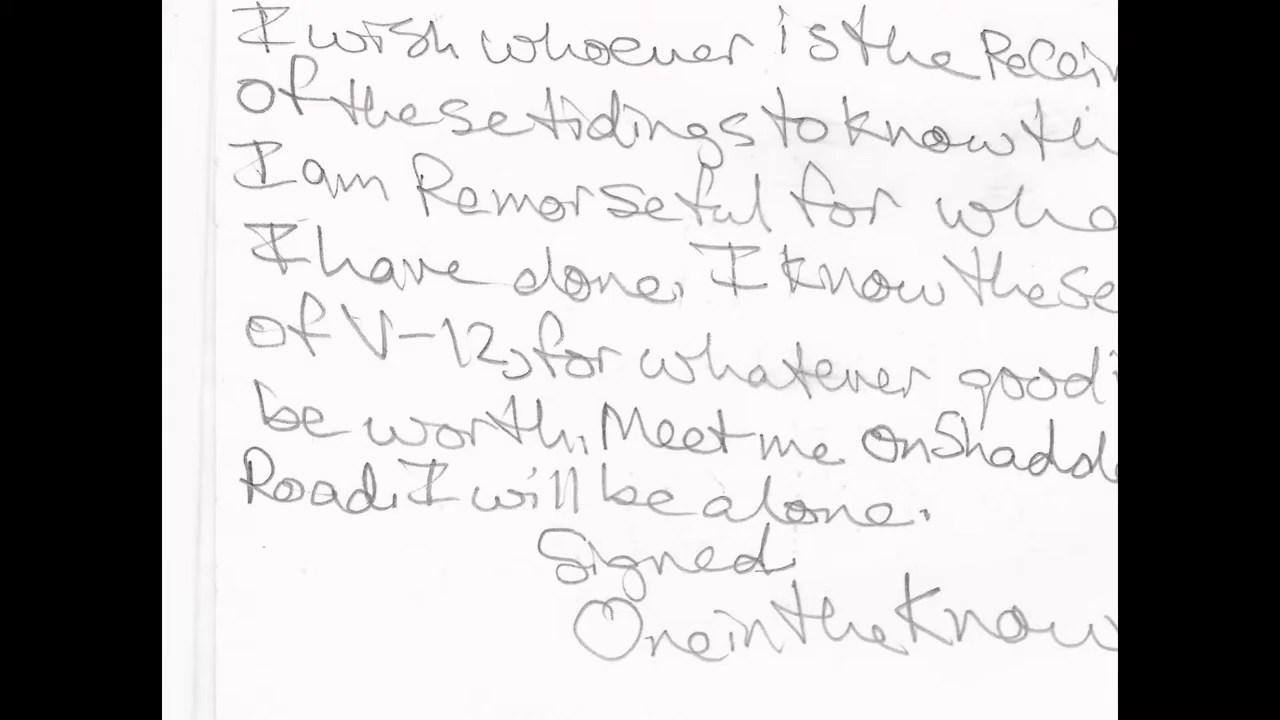 I wish whoever is the Recei
Of these tidings to know th
I am Remorseful for wha
I have done. I know these
of V-12, for whatever good i
be worth. Meet me On Shadd
Road. I will be alone.
Signed
One in the Know